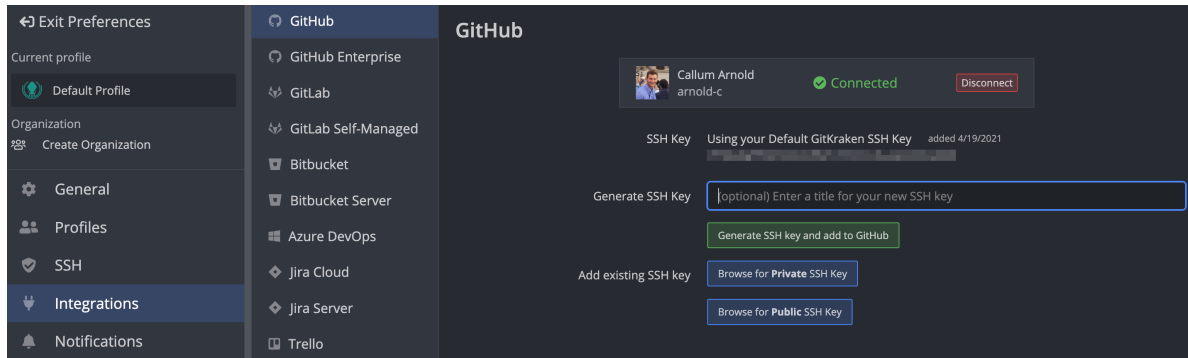 Exit Preferences
Current profile
Default Profile
Organization
Create Organization
General
Profiles
SSH
Integrations
Notifications
GitHub
GitHub Enterprise
GitLab
GitLab Self-Managed
Bitbucket
Bitbucket Server
Azure DevOps
Jira Cloud
Jira Server
Trello
GitHub
Callum Arnold
arnold-c
Connected
Disconnect
SSH Key Using your Default GitKraken SSH Key added 4/19/2021
Generate SSH Key (optional) Enter a title for your new SSH key
Generate SSH key and add to GitHub
Add existing SSH key Browse for Private SSH Key
Browse for Public SSH Key